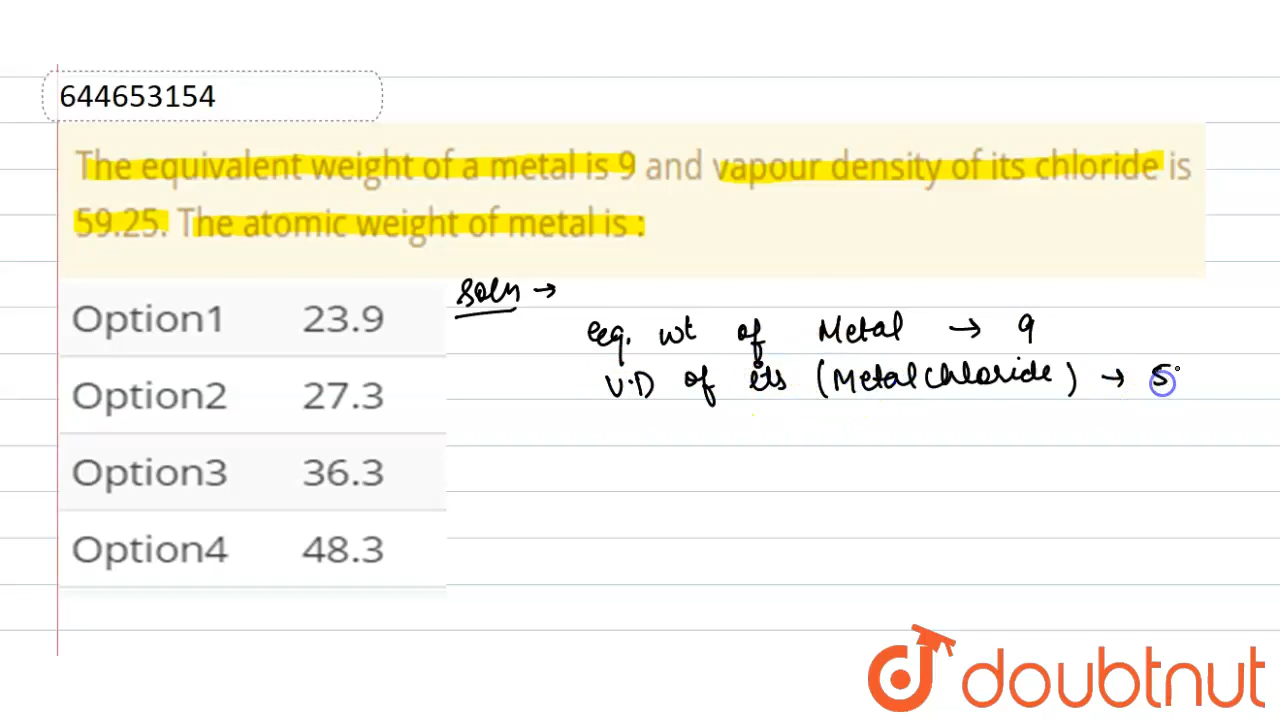 644653154
The equivalent weight of a metal is 9 and vapour density of its chloride is
59.25. The atomic weight of metal is :
Option1 23.9
Option2 27.3
Option3 36.3
Option4 48.3
Soln →
eq. wt of Metal → 9
V.D of its (Metal chloride) → 5
doubtnut